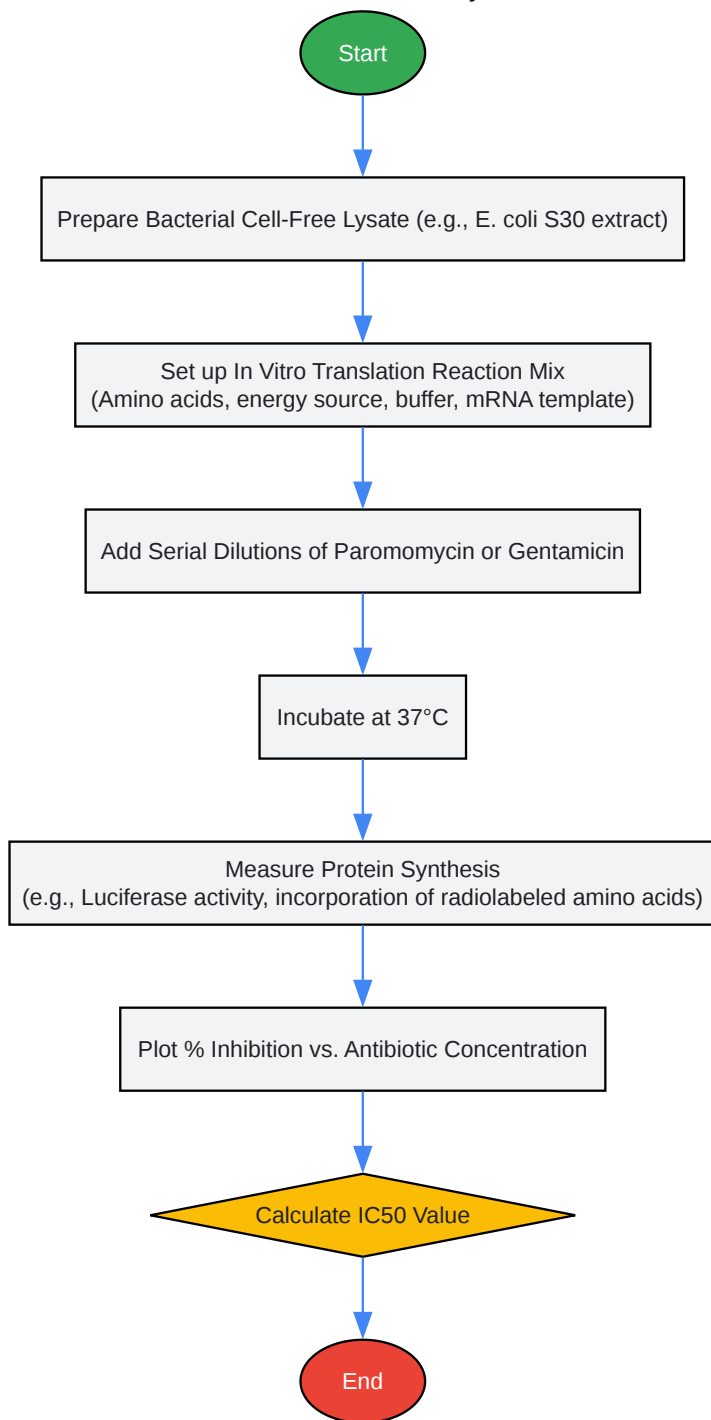 Start
Prepare Bacterial Cell-Free Lysate (e.g., E. coli S30 extract)
Set up In Vitro Translation Reaction Mix
(Amino acids, energy source, buffer, mRNA template)
Add Serial Dilutions of Paromomycin or Gentamicin
Incubate at 37°C
Measure Protein Synthesis
(e.g., Luciferase activity, incorporation of radiolabeled amino acids)
Plot % Inhibition vs. Antibiotic Concentration
Calculate IC50 Value
End